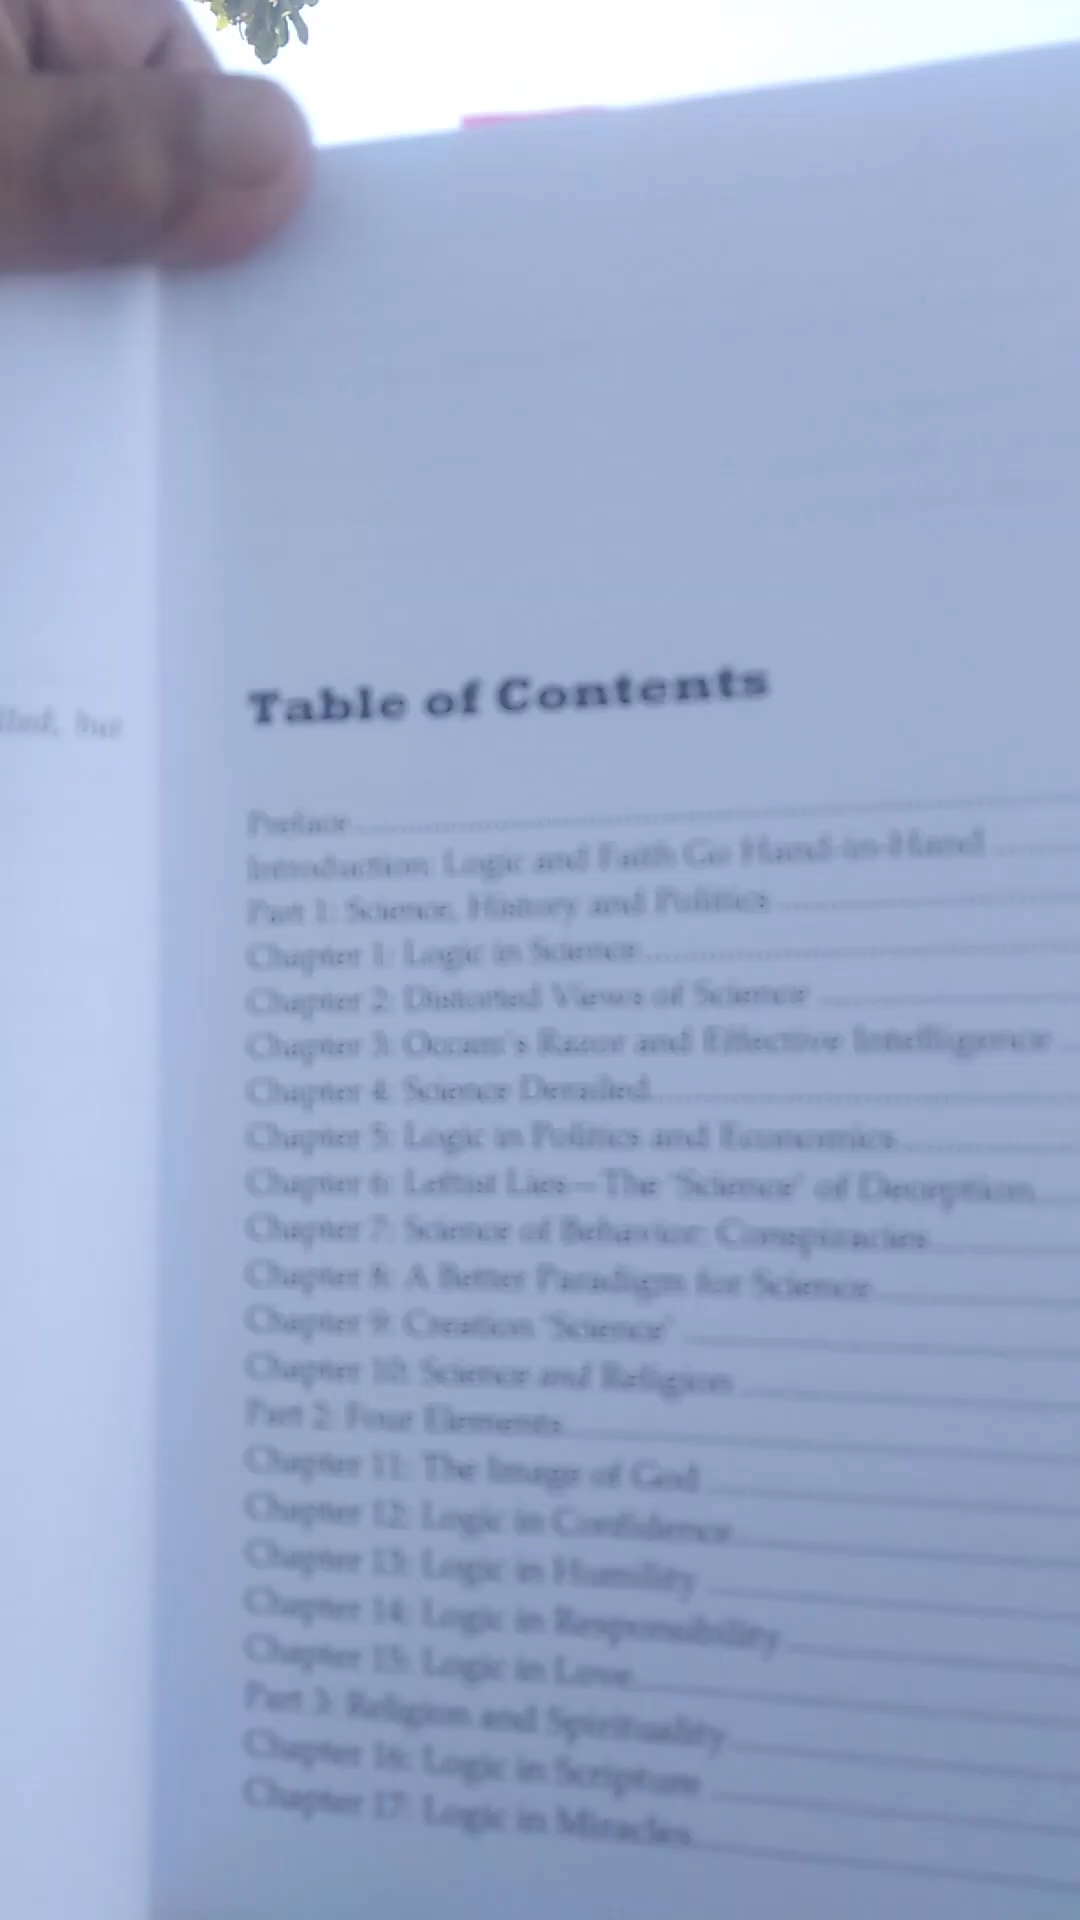 but
Table of Contents
Preface
Introduction: Logic and Faith Go Hand-in-Hand
Part 1: Science, History and Politics
Chapter 1: Logic in Science
Chapter 2: Distorted Views of Science
Chapter 3: Occam's Razor and Effective Intelligence
Chapter 4: Science Derailed
Chapter 5: Logic in Politics and Economics
Chapter 6: Leftist Lies—The 'Science' of Deception
Chapter 7: Science of Behavior: Conspiracies
Chapter 8: A Better Paradigm for Science
Chapter 9: Creation 'Science'
Chapter 10: Science and Religion
Part 2: Four Elements
Chapter 11: The Image of God
Chapter 12: Logic in Confidence
Chapter 13: Logic in Humility
Chapter 14: Logic in Responsibility
Chapter 15: Logic in Love
Part 3: Religion and Spirituality
Chapter 16: Logic in Scripture
Chapter 17: Logic in Miracles